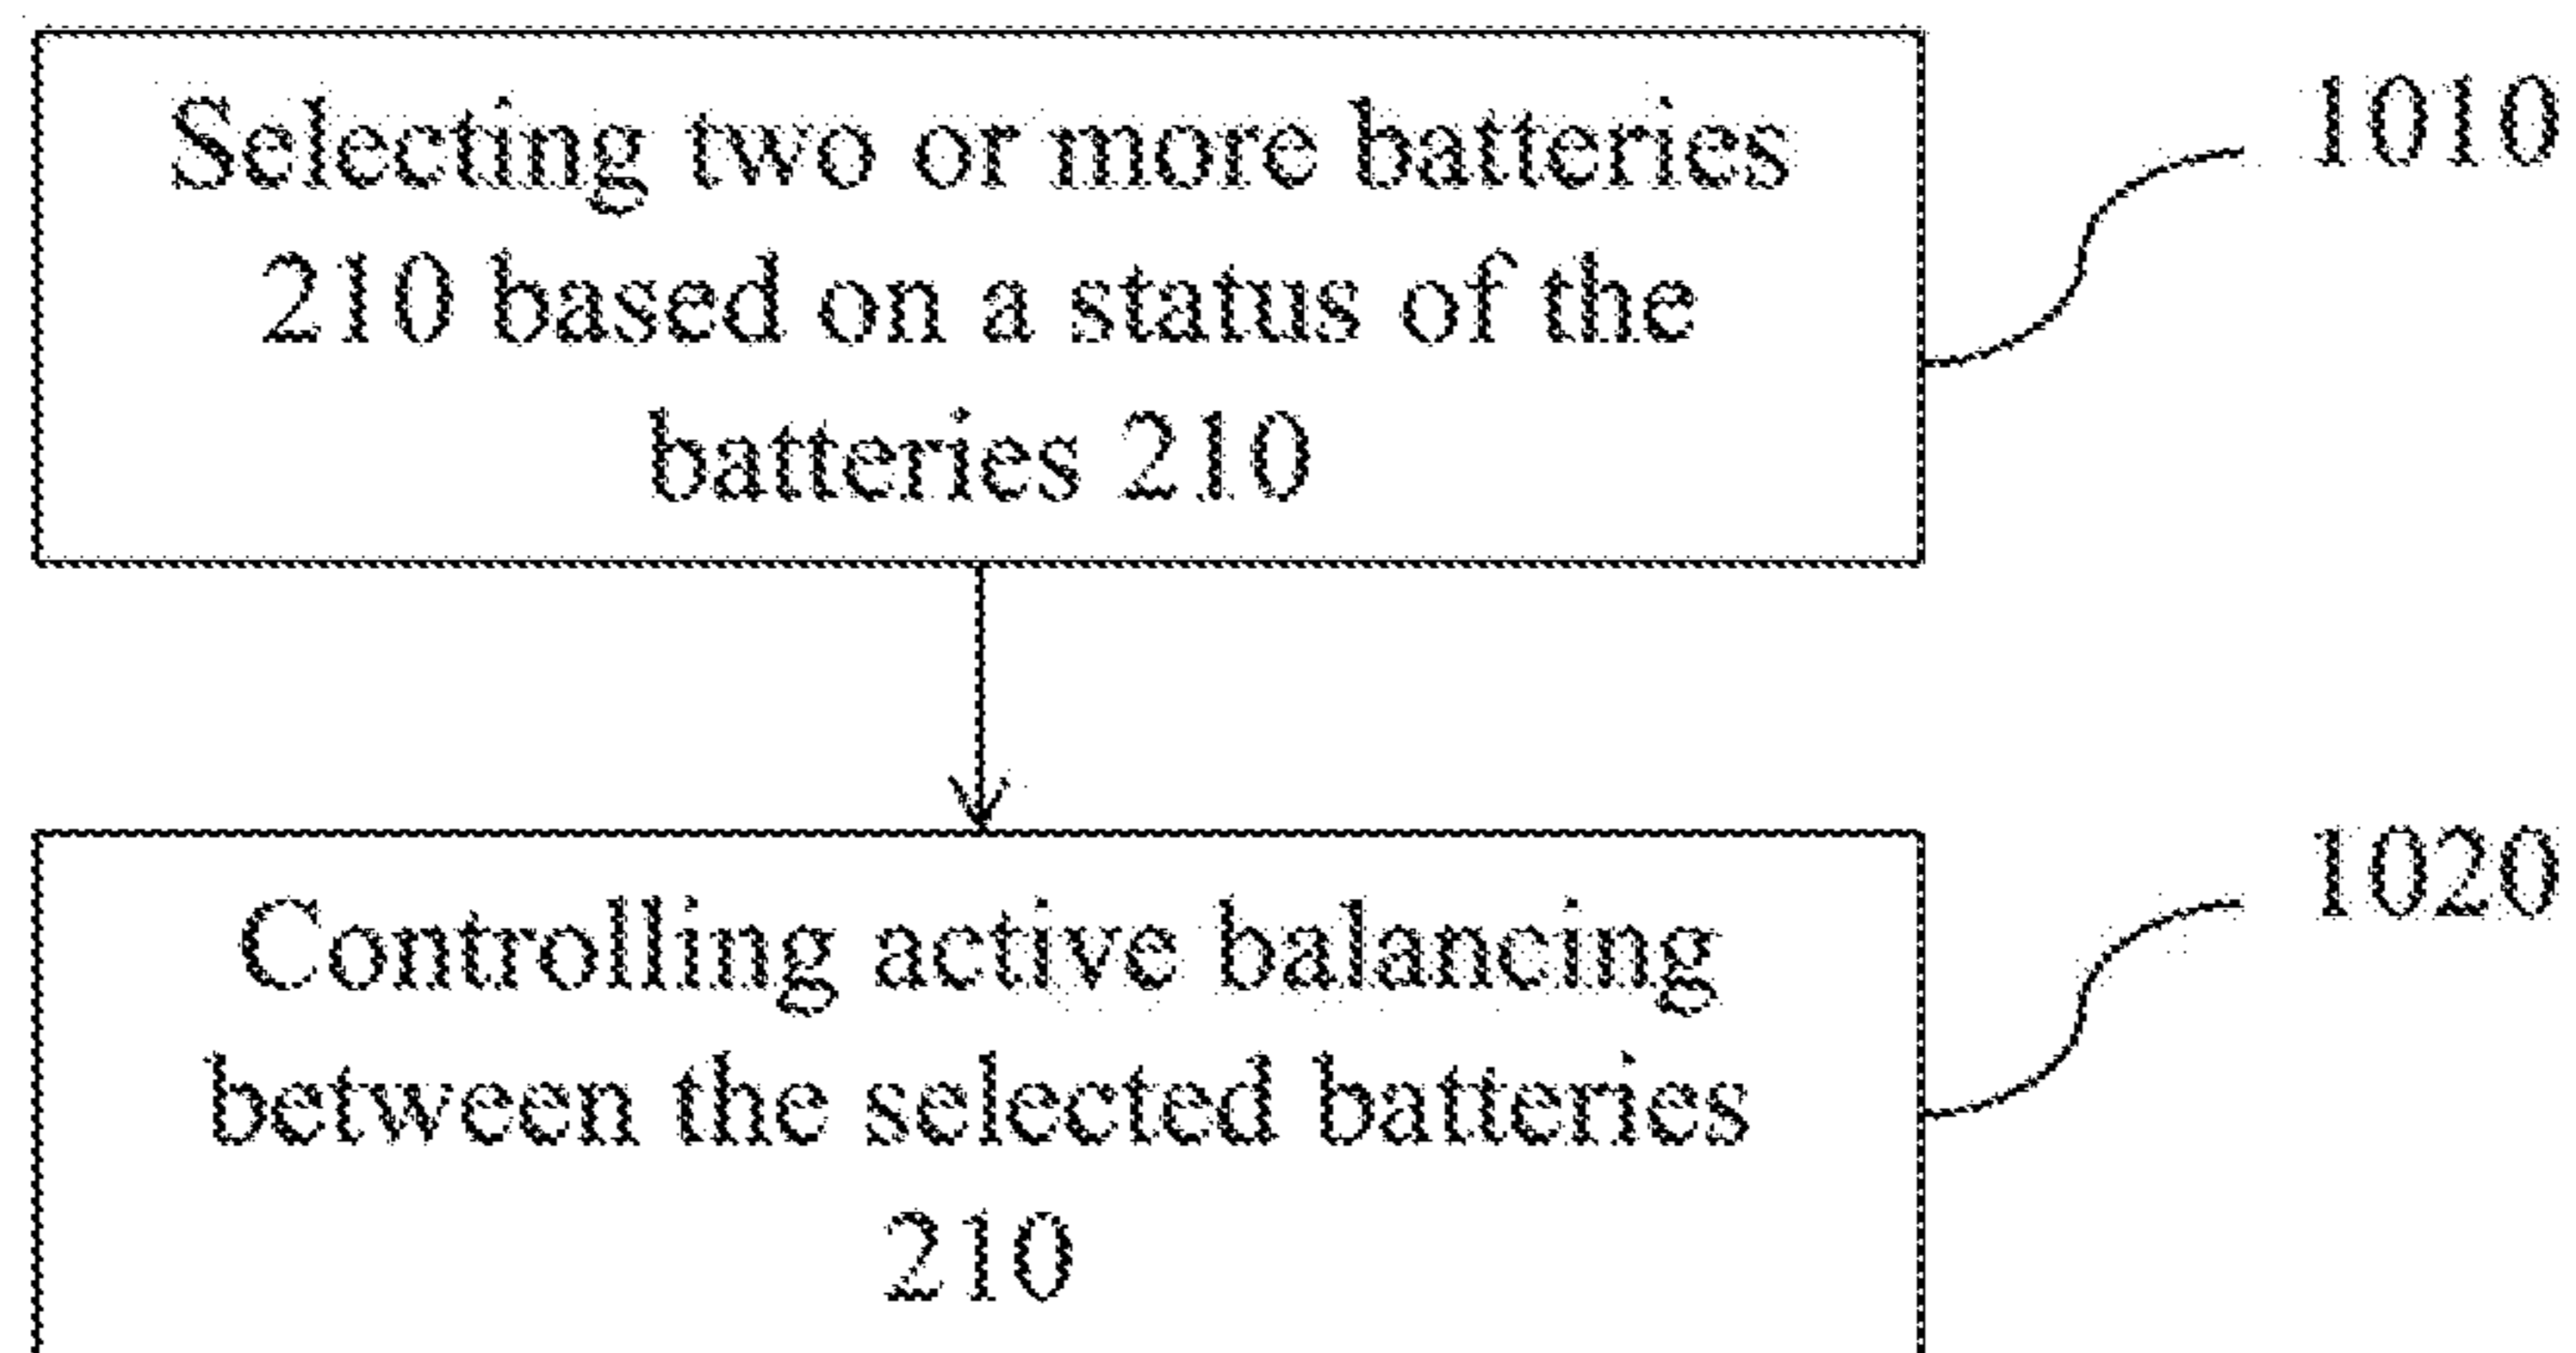 Selecting two or more batteries
210 based on a status of the
batteries 210
1010
Controlling active balancing
between the selected batteries
210
1020